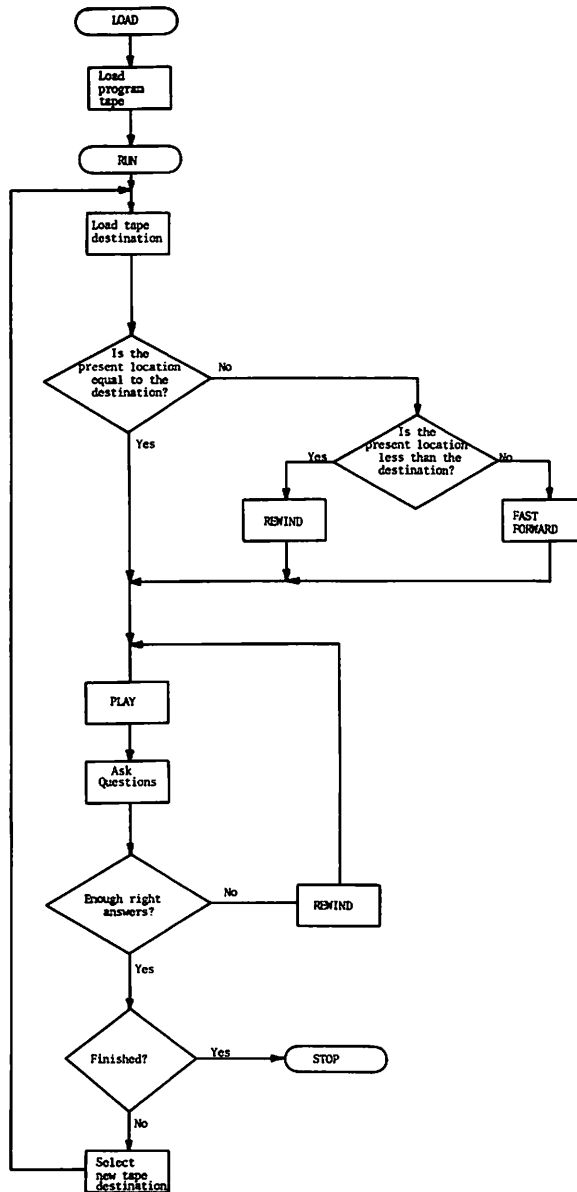 LOAD
Load
program
tape
RUN
Load tape
destination
Is the
present location
equal to the
destination?
No
Yes
Is the
present location
less than the
destination?
Yes
No
REWIND
FAST
FORWARD
PLAY
Ask
Questions
Enough right
answers?
No
REWIND
Yes
Finished?
Yes
STOP
No
Select
new tape
destination